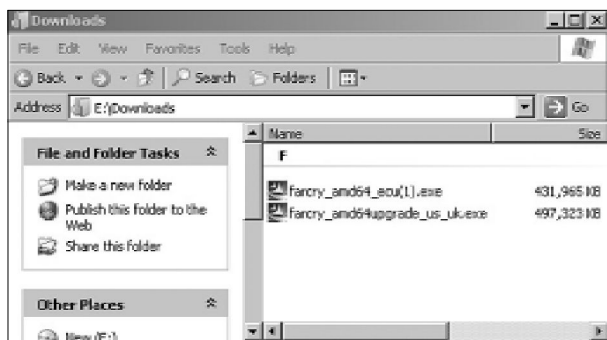 Downloads
File Edit View Favorites Tools Help
Back Search Folders
Address E:\Downloads Go
Name Size
File and Folder Tasks
F
Make a new folder
farcry_amd64_ecu(1).exe 431,965 KB
Publish this folder to the Web
farcry_amd64upgrade_us_uk.exe 497,323 KB
Share this folder
Other Places
New (E:)